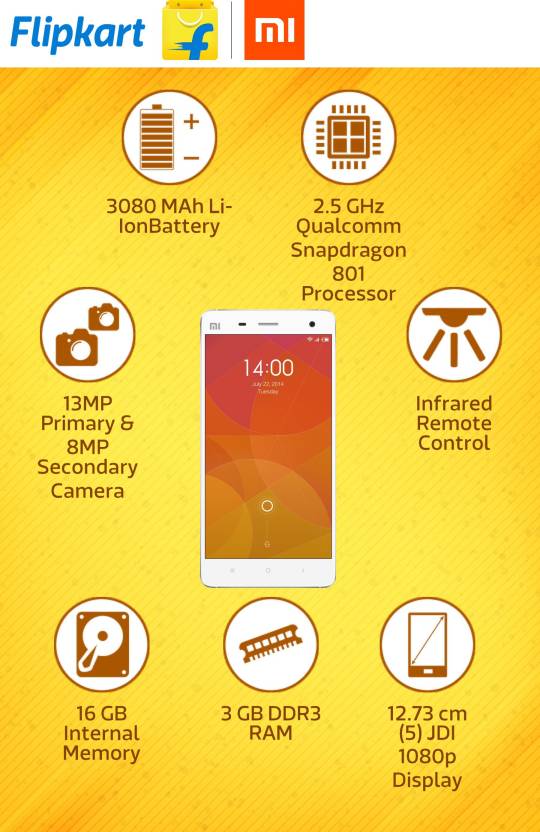 Flipkart
f
mi
3080 MAh Li-
IonBattery
2.5 GHz
Qualcomm
Snapdragon
801
Processor
13MP
Primary &
8MP
Secondary
Camera
mi
14:00
July 22, 2014
Tuesday
Infrared
Remote
Control
16 GB
Internal
Memory
3 GB DDR3
RAM
12.73 cm
(5) JDI
1080p
Display